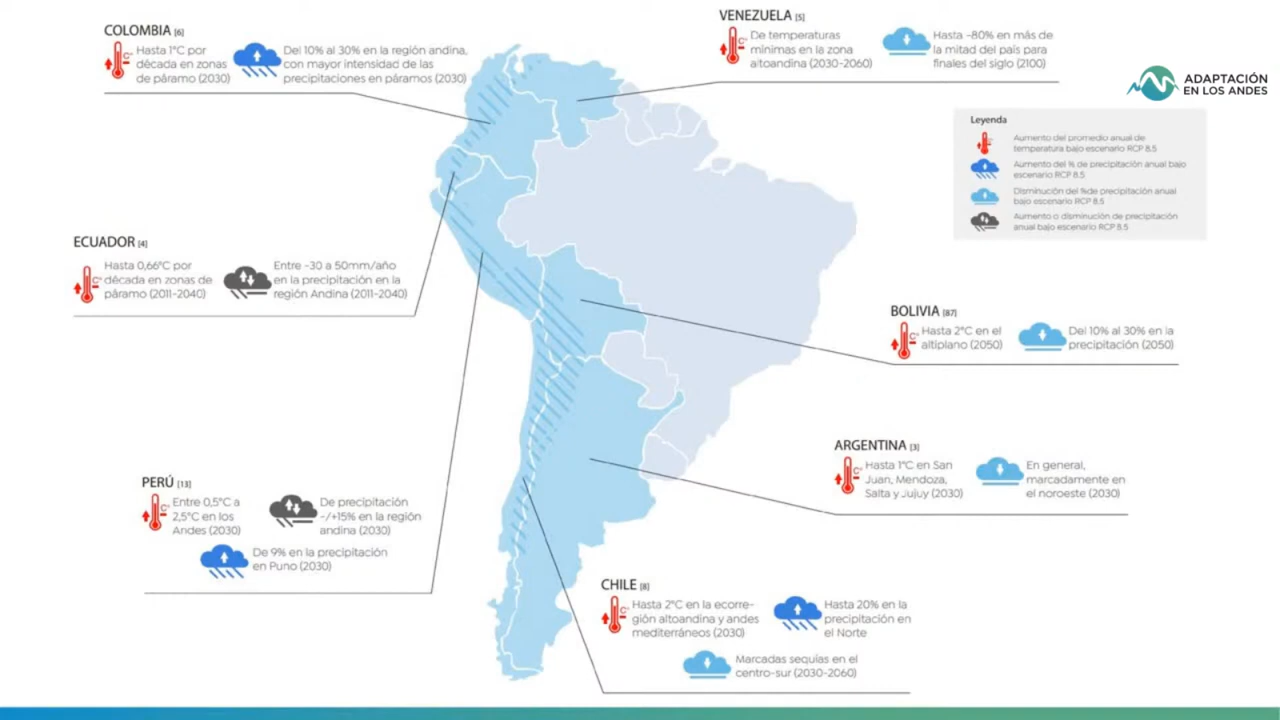 COLOMBIA [6]
Hasta 1°C por
década en zonas
de páramo (2030)
Del 10% al 30% en la región andina,
con mayor intensidad de las
precipitaciones en páramos (2030)
VENEZUELA [5]
De temperaturas
mínimas en la zona
altoandina (2030-2060)
Hasta -80% en más de
la mitad del país para
finales del siglo (2100)
ADAPTACIÓN
EN LOS ANDES
Leyenda
Aumento del promedio anual de
temperatura bajo escenario RCP 8.5
Aumento del % de precipitación anual bajo
escenario RCP 8.5
Disminución del %de precipitación anual
bajo escenario RCP 8.5
Aumento o disminución de precipitación
anual bajo escenario RCP 8.5
ECUADOR [4]
Hasta 0,66°C por
década en zonas de
páramo (2011-2040)
Entre -30 a 50mm/año
en la precipitación en la
región Andina (2011-2040)
BOLIVIA [87]
Hasta 2°C en el
altiplano (2050)
Del 10% al 30% en la
precipitación (2050)
ARGENTINA [3]
Hasta 1°C en San
Juan, Mendoza,
Salta y Jujuy (2030)
En general,
marcadamente en
el noroeste (2030)
PERÚ [13]
Entre 0,5°C a
2,5°C en los
Andes (2030)
De precipitación
-/+15% en la región
andina (2030)
De 9% en la precipitación
en Puno (2030)
CHILE [8]
Hasta 2°C en la ecorre-
gión altoandina y andes
mediterráneos (2030)
Hasta 20% en la
precipitación en
el Norte
Marcadas sequías en el
centro-sur (2030-2060)